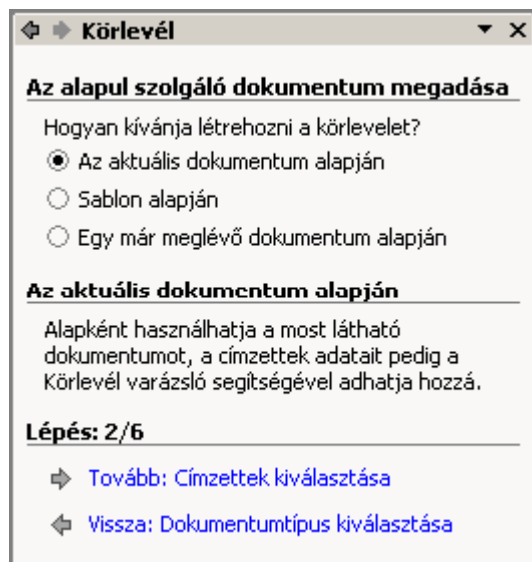 Körlevél
Az alapul szolgáló dokumentum megadása
Hogyan kívánja létrehozni a körlevelet?
Az aktuális dokumentum alapján
Sablon alapján
Egy már meglévő dokumentum alapján
Az aktuális dokumentum alapján
Alapként használhatja a most látható
dokumentumot, a címzettek adatait pedig a
Körlevél varázsló segítségével adhatja hozzá.
Lépés: 2/6
Tovább: Címzettek kiválasztása
Vissza: Dokumentumtípus kiválasztása